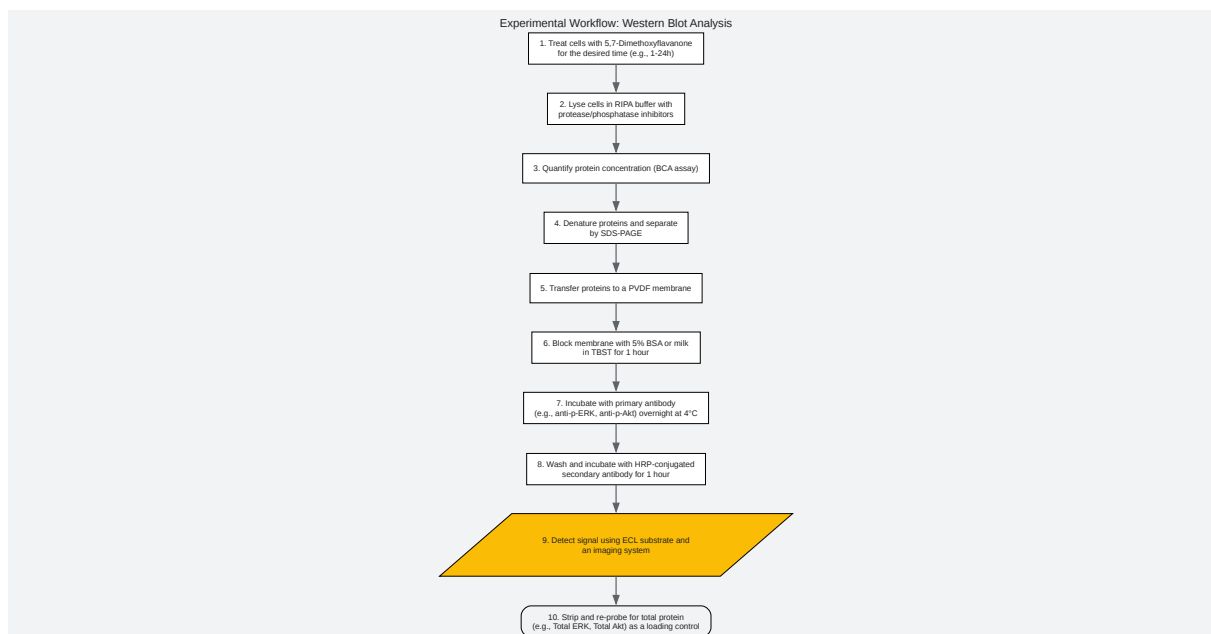 Experimental Workflow: Western Blot Analysis
1. Treat cells with 5,7-Dimethoxyflavanone
for the desired time (e.g., 1-24h)
2. Lyse cells in RIPA buffer with
protease/phosphatase inhibitors
3. Quantify protein concentration (BCA assay)
4. Denature proteins and separate
by SDS-PAGE
5. Transfer proteins to a PVDF membrane
6. Block membrane with 5% BSA or milk
in TBST for 1 hour
7. Incubate with primary antibody
(e.g., anti-p-ERK, anti-p-Akt) overnight at 4°C
8. Wash and incubate with HRP-conjugated
secondary antibody for 1 hour
9. Detect signal using ECL substrate and
an imaging system
10. Strip and re-probe for total protein
(e.g., Total ERK, Total Akt) as a loading control